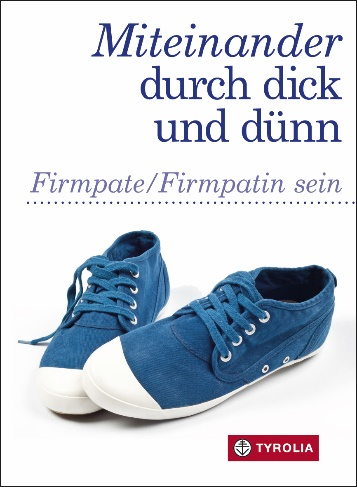 Miteinander
durch dick
und dünn
Firmpate/Firmpatin sein
TYROLIA